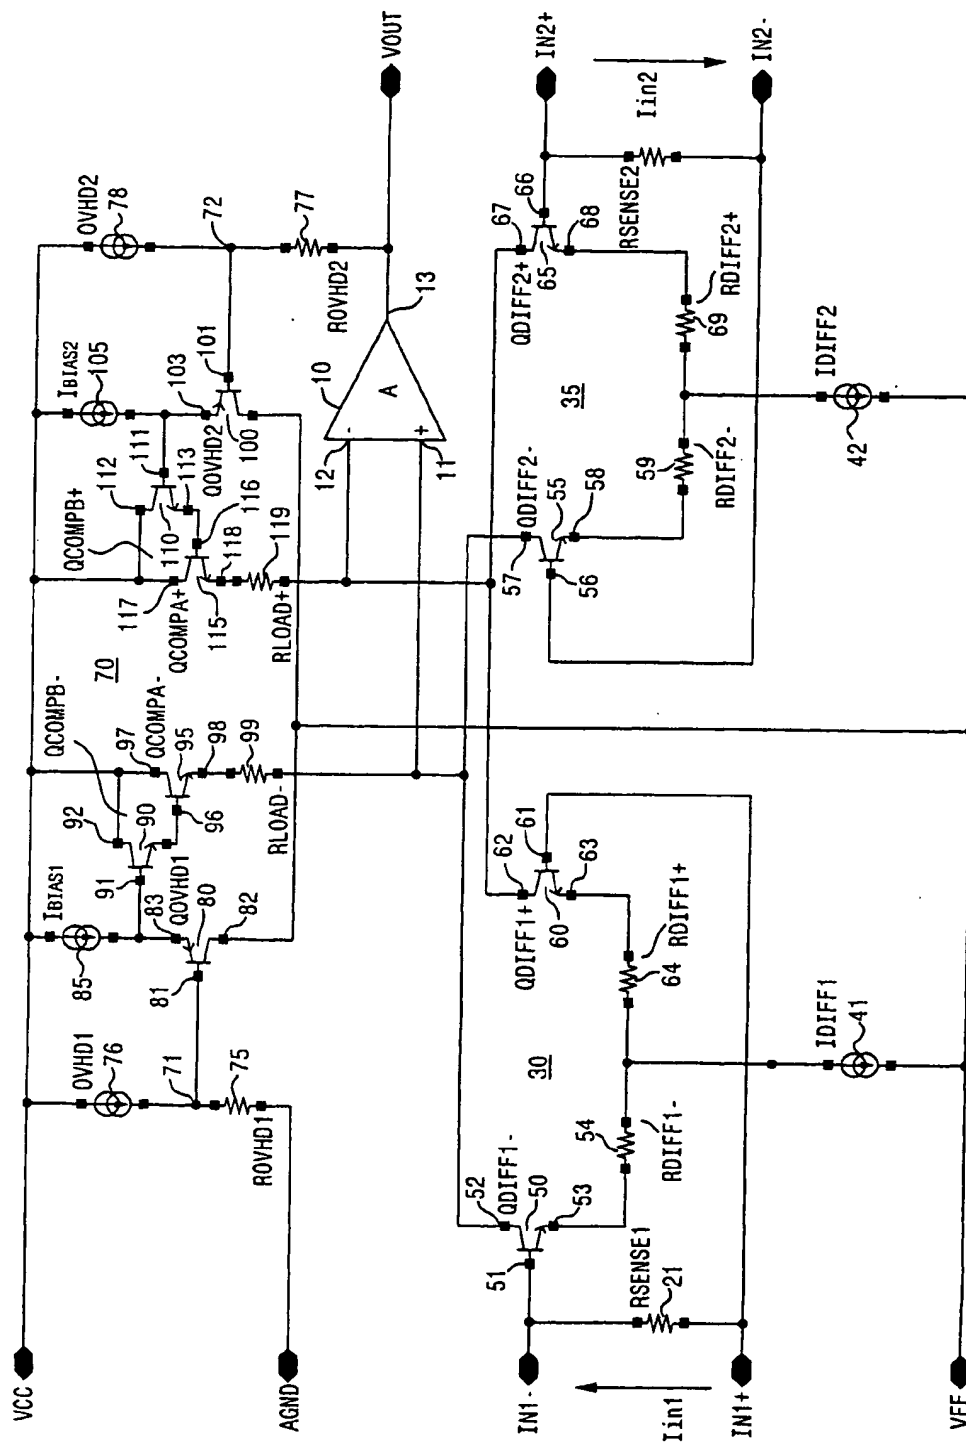 VCC
AGND
IN1-
IN1+
Iin1
OVHD1
76
71
75
ROVHD1
IBIAS1
85
91
92
QCOMPB-
90
QOVHD1
83
80
81
82
97
QCOMPA-
95
96
98
99
RLOAD-
70
QCOMPB+
112
111
113
110
117
QCOMPA+
115
116
118
119
RLOAD+
IBIAS2
105
103
101
100
QOVHD2
OVHD2
78
72
77
ROVHD2
VOUT
10
A
13
12
-
+
11
52
QDIFF1-
50
51
53
RSENSE1
21
54
RDIFF1-
30
62
QDIFF1+
61
60
63
RDIFF1+
64
IDIFF1
41
57
QDIFF2-
55
56
58
59
RDIFF2-
35
67
QDIFF2+
66
65
68
RSENSE2
RDIFF2+
69
IDIFF2
42
IN2+
Iin2
IN2-